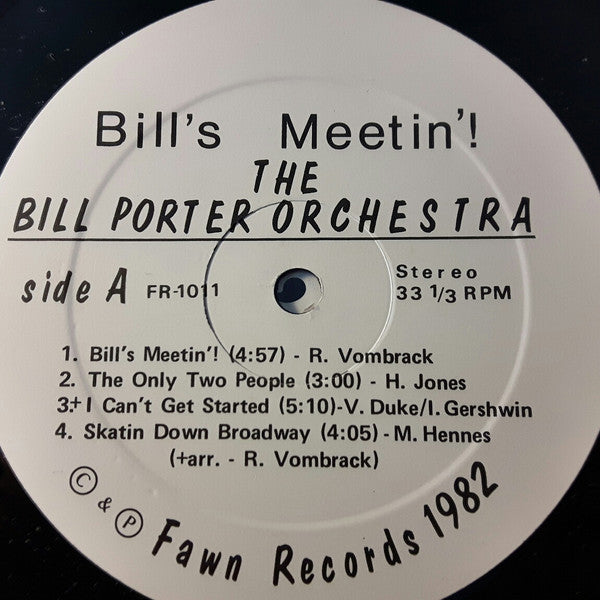 Bill's Meetin'!
THE
BILL PORTER ORCHESTRA
side A FR-1011
Stereo
33 1/3 RPM
1. Bill's Meetin'! (4:57) - R. Vombrack
2. The Only Two People (3:00) - H. Jones
3.+ I Can't Get Started (5:10)-V. Duke/I. Gershwin
4. Skatin Down Broadway (4:05) - M. Hennes
(+arr. - R. Vombrack)
© & ℗ Fawn Records 1982